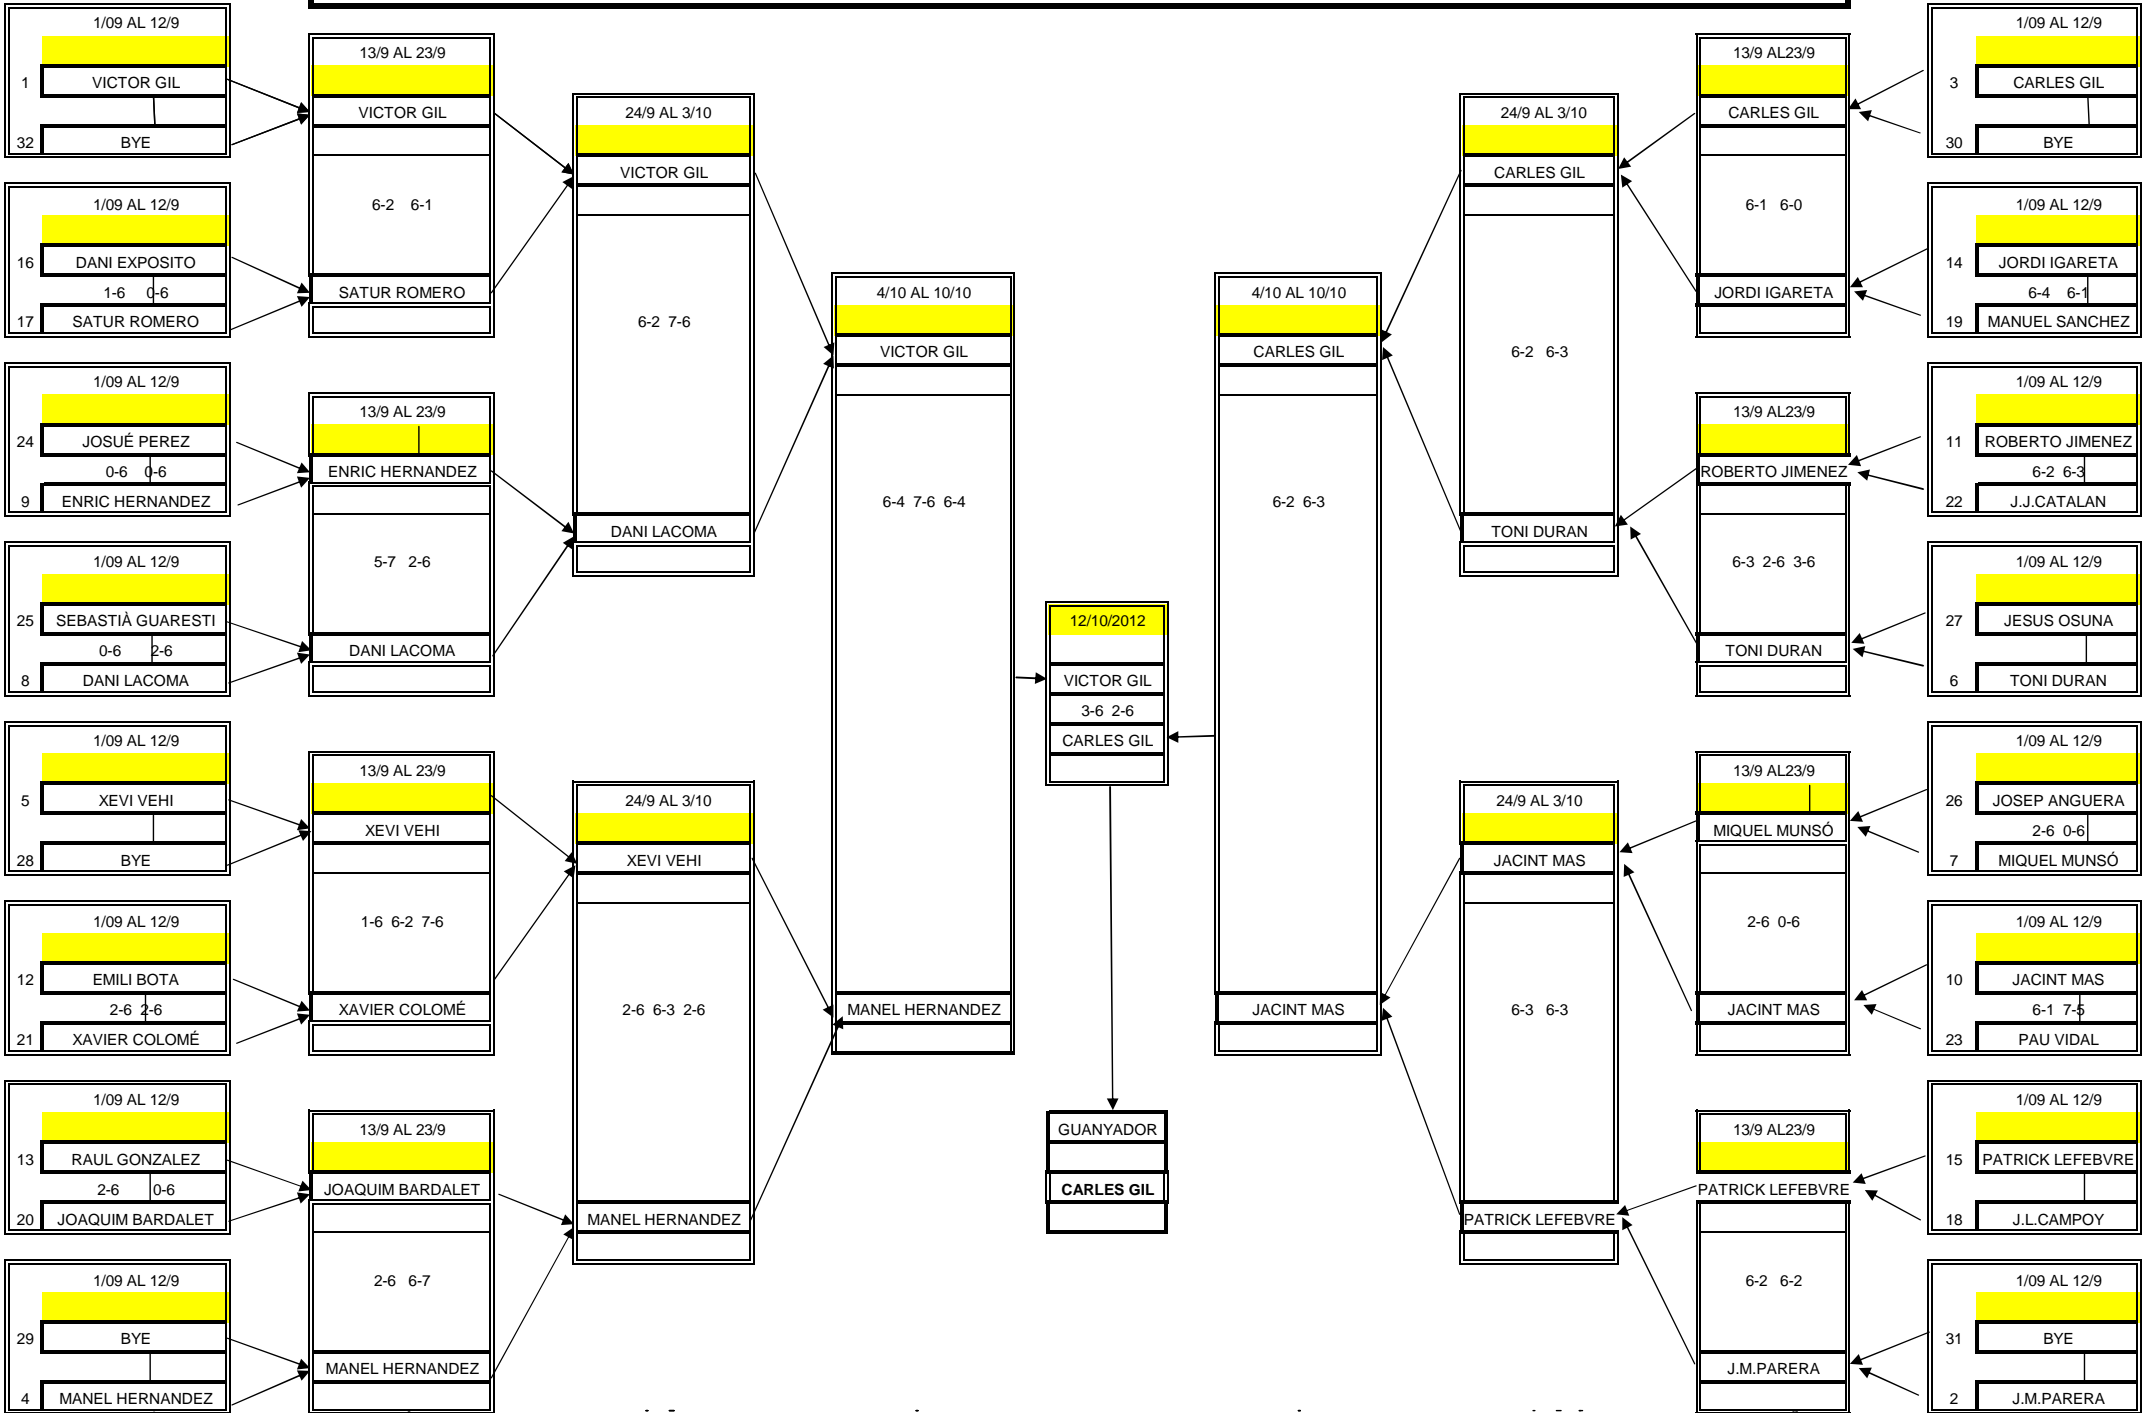 1/09 AL 12/9
1 VICTOR GIL
32 BYE
1/09 AL 12/9
16 DANI EXPOSITO
1-6 0-6
17 SATUR ROMERO
1/09 AL 12/9
24 JOSUÉ PEREZ
0-6 0-6
9 ENRIC HERNANDEZ
1/09 AL 12/9
25 SEBASTIÀ GUARESTI
0-6 2-6
8 DANI LACOMA
1/09 AL 12/9
5 XEVI VEHI
28 BYE
1/09 AL 12/9
12 EMILI BOTA
2-6 2-6
21 XAVIER COLOMÉ
1/09 AL 12/9
13 RAUL GONZALEZ
2-6 0-6
20 JOAQUIM BARDALET
1/09 AL 12/9
29 BYE
4 MANEL HERNANDEZ
13/9 AL 23/9
VICTOR GIL
6-2 6-1
SATUR ROMERO
13/9 AL 23/9
ENRIC HERNANDEZ
5-7 2-6
DANI LACOMA
13/9 AL 23/9
XEVI VEHI
1-6 6-2 7-6
XAVIER COLOMÉ
13/9 AL 23/9
JOAQUIM BARDALET
2-6 6-7
MANEL HERNANDEZ
24/9 AL 3/10
VICTOR GIL
6-2 7-6
DANI LACOMA
24/9 AL 3/10
XEVI VEHI
2-6 6-3 2-6
MANEL HERNANDEZ
4/10 AL 10/10
VICTOR GIL
6-4 7-6 6-4
MANEL HERNANDEZ
12/10/2012
VICTOR GIL
3-6 2-6
CARLES GIL
GUANYADOR
CARLES GIL
4/10 AL 10/10
CARLES GIL
6-2 6-3
JACINT MAS
24/9 AL 3/10
CARLES GIL
6-2 6-3
TONI DURAN
24/9 AL 3/10
JACINT MAS
6-3 6-3
PATRICK LEFEBVRE
13/9 AL23/9
CARLES GIL
6-1 6-0
JORDI IGARETA
13/9 AL23/9
ROBERTO JIMENEZ
6-3 2-6 3-6
TONI DURAN
13/9 AL23/9
MIQUEL MUNSÓ
2-6 0-6
JACINT MAS
13/9 AL23/9
PATRICK LEFEBVRE
6-2 6-2
J.M.PARERA
1/09 AL 12/9
3 CARLES GIL
30 BYE
1/09 AL 12/9
14 JORDI IGARETA
6-4 6-1
19 MANUEL SANCHEZ
1/09 AL 12/9
11 ROBERTO JIMENEZ
6-2 6-3
22 J.J.CATALAN
1/09 AL 12/9
27 JESUS OSUNA
6 TONI DURAN
1/09 AL 12/9
26 JOSEP ANGUERA
2-6 0-6
7 MIQUEL MUNSÓ
1/09 AL 12/9
10 JACINT MAS
6-1 7-5
23 PAU VIDAL
1/09 AL 12/9
15 PATRICK LEFEBVRE
18 J.L.CAMPOY
1/09 AL 12/9
31 BYE
2 J.M.PARERA